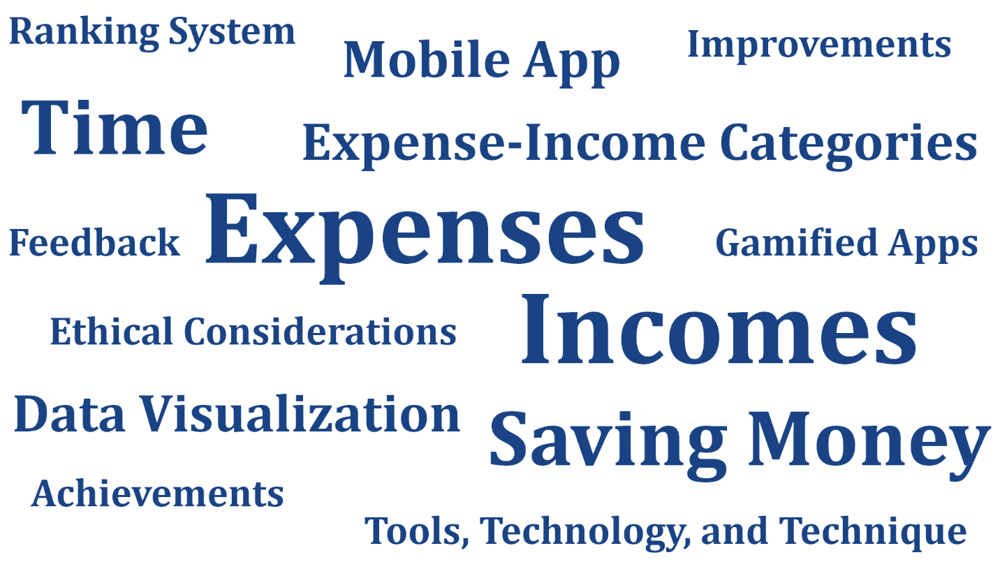 Ranking System
Mobile App
Improvements
Time
Expense-Income Categories
Expenses
Feedback
Gamified Apps
Incomes
Ethical Considerations
Data Visualization
Saving Money
Achievements
Tools, Technology, and Technique